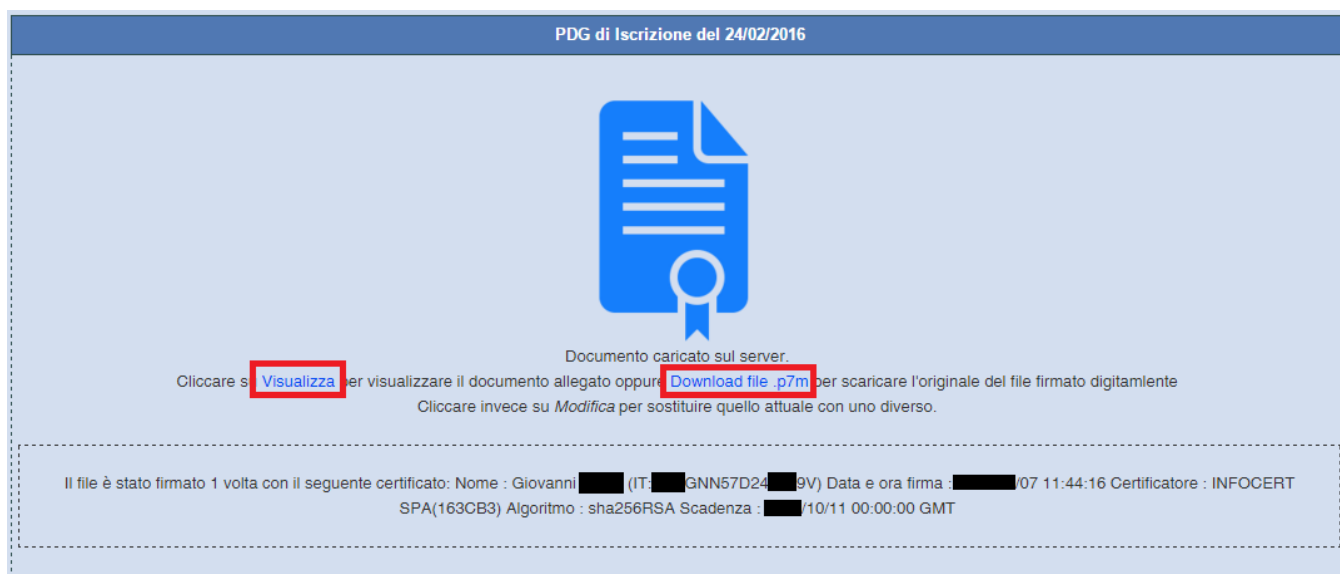 PDG di Iscrizione del 24/02/2016
Documento caricato sul server.
Cliccare s Visualizza per visualizzare il documento allegato oppure Download file .p7m per scaricare l'originale del file firmato digitamlente
Cliccare invece su Modifica per sostituire quello attuale con uno diverso.
Il file è stato firmato 1 volta con il seguente certificato: Nome : Giovanni (IT: GNN57D24 9V) Data e ora firma : /07 11:44:16 Certificatore : INFOCERT
SPA(163CB3) Algoritmo : sha256RSA Scadenza : /10/11 00:00:00 GMT